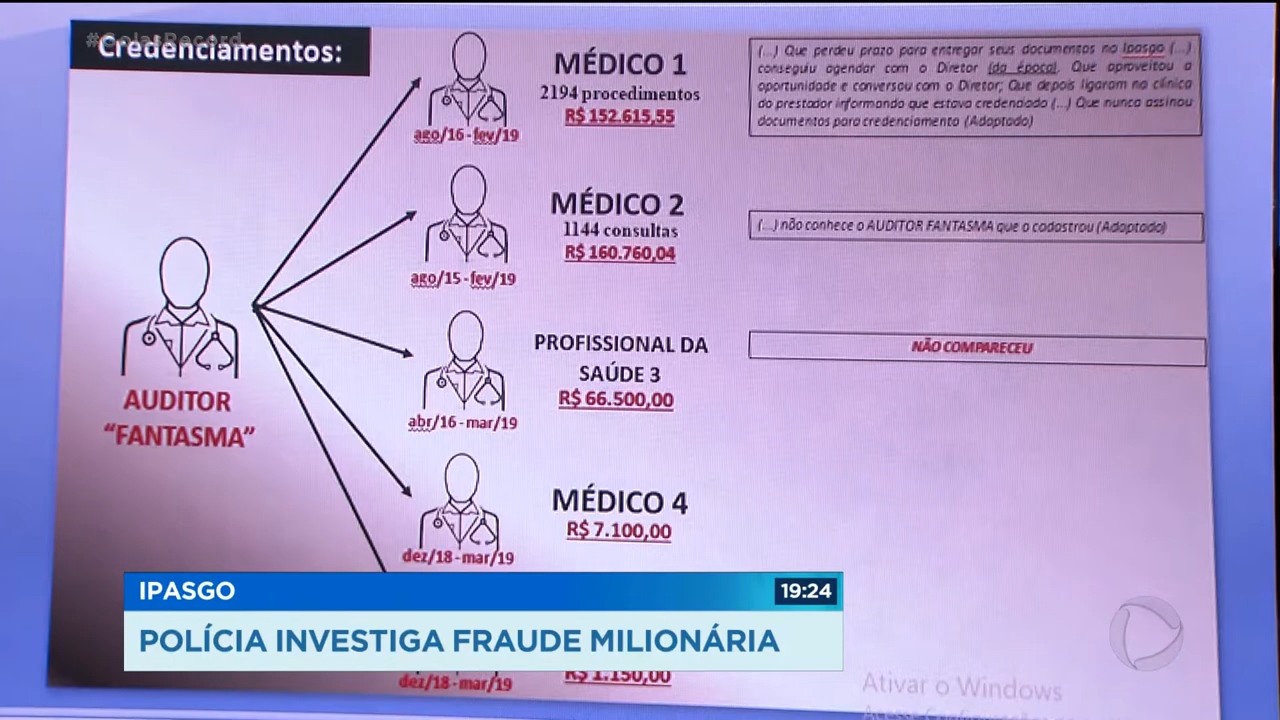 #GoiásRecord
Credenciamentos:
MÉDICO 1
2194 procedimentos
R$ 152.615,55
ago/16 - fev/19
(...) Que perdeu prazo para entregar seus documentos no Ipasgo (...)
conseguiu agendar com o Diretor (da época). Que aproveitou a
oportunidade e conversou com o Diretor; Que depois ligaram na clínica
do prestador informando que estava credenciado (...) Que nunca assinou
documentos para credenciamento (Adaptado)
MÉDICO 2
1144 consultas
R$ 160.760,04
ago/15 - fev/19
(...) não conhece o AUDITOR FANTASMA que o cadastrou (Adaptado)
PROFISSIONAL DA
SAÚDE 3
R$ 66.500,00
abr/16 - mar/19
NÃO COMPARECEU
AUDITOR
“FANTASMA”
MÉDICO 4
R$ 7.100,00
dez/18 - mar/19
IPASGO
19:24
POLÍCIA INVESTIGA FRAUDE MILIONÁRIA
R$ 1.150,00
dez/18 - mar/19
Ativar o Windows